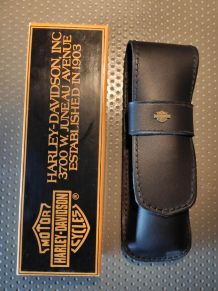 HARLEY-DAVIDSON, INC
3700 W. JUNEAU AVENUE
ESTABLISHED IN 1903
MOTOR
HARLEY-DAVIDSON
CYCLES